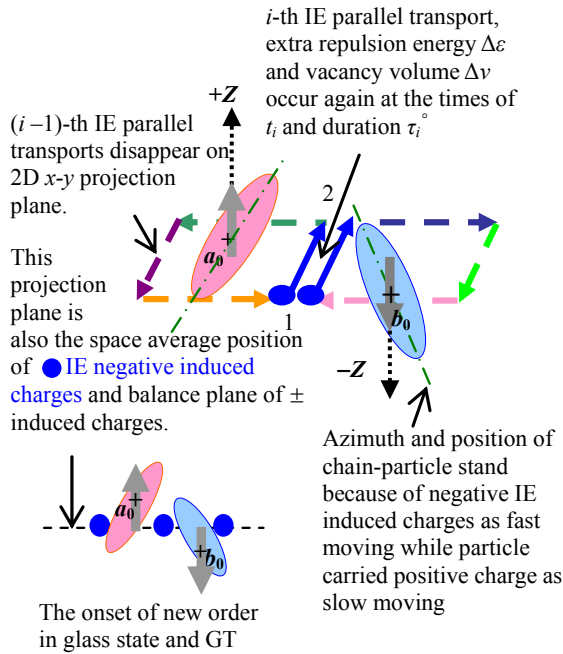 i-th IE parallel transport,
extra repulsion energy Δε
and vacancy volume Δv
occur again at the times of
tᵢ and duration τᵢ°
+Z
(i –1)-th IE parallel
transports disappear on
2D x-y projection
plane.
2
a₀
This
projection
plane is
also the space average position
of IE negative induced
charges and balance plane of ±
induced charges.
1
b₀
–Z
Azimuth and position of
chain-particle stand
because of negative IE
induced charges as fast
moving while particle
carried positive charge as
slow moving
a₀
b₀
The onset of new order
in glass state and GT